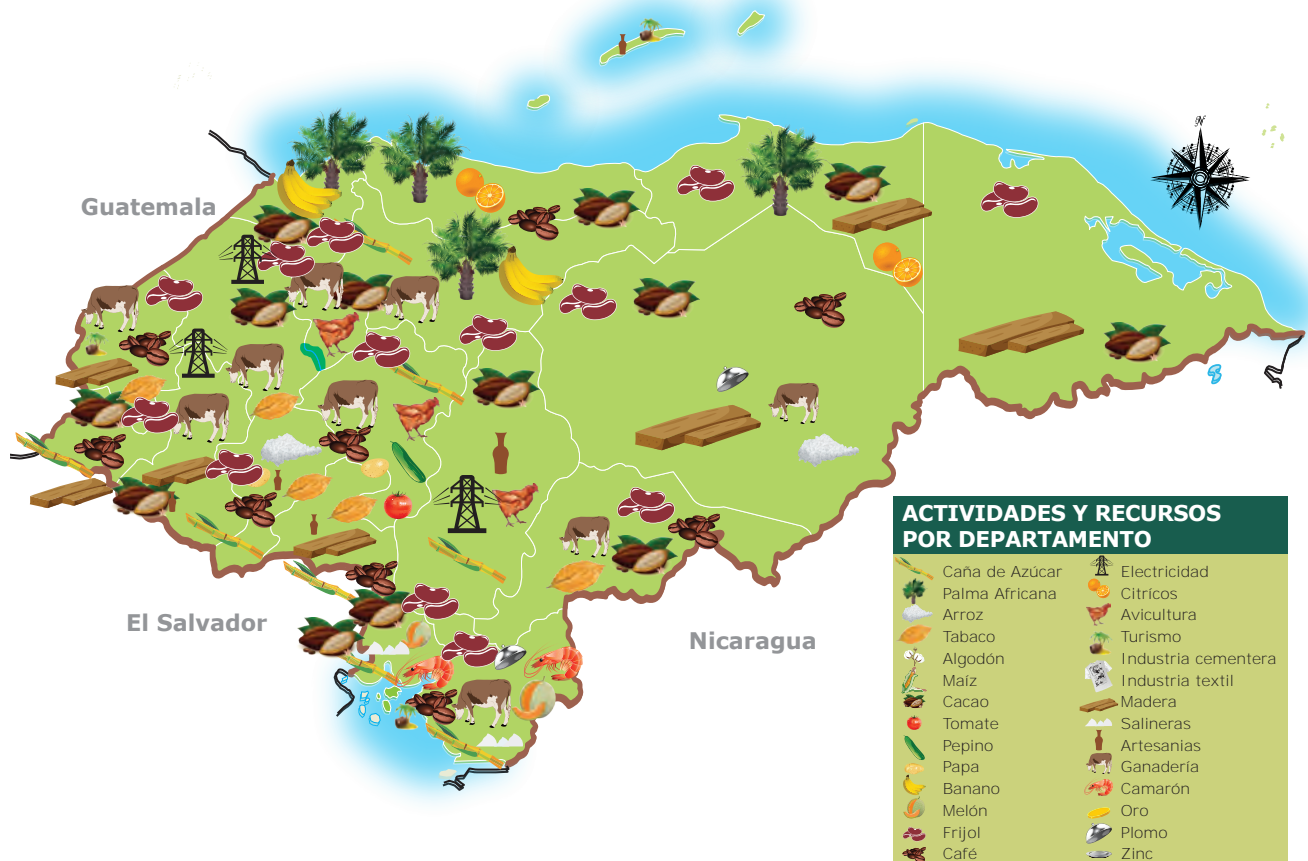 N
Guatemala
El Salvador
Nicaragua
ACTIVIDADES Y RECURSOS
POR DEPARTAMENTO
Caña de Azúcar
Palma Africana
Arroz
Tabaco
Algodón
Maíz
Cacao
Tomate
Pepino
Papa
Banano
Melón
Frijol
Café
Electricidad
Citrícos
Avicultura
Turismo
Industria cementera
Industria textil
Madera
Salineras
Artesanias
Ganadería
Camarón
Oro
Plomo
Zinc